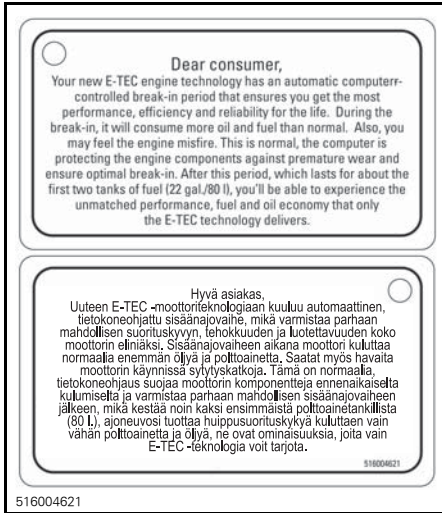 Dear consumer,
Your new E-TEC engine technology has an automatic computerr-
controlled break-in period that ensures you get the most
performance, efficiency and reliability for the life. During the
break-in, it will consume more oil and fuel than normal. Also, you
may feel the engine misfire. This is normal, the computer is
protecting the engine components against premature wear and
ensure optimal break-in. After this period, which lasts for about the
first two tanks of fuel (22 gal./80 l), you'll be able to experience the
unmatched performance, fuel and oil economy that only
the E-TEC technology delivers.
Hyvä asiakas,
Uuteen E-TEC -moottoriteknologiaan kuuluu automaattinen,
tietokoneohjattu sisäänajovaihe, mikä varmistaa parhaan
mahdollisen suorituskyvyn, tehokkuuden ja luotettavuuden koko
moottorin eliniäksi. Sisäänajovaiheen aikana moottori kuluttaa
normaalia enemmän öljyä ja polttoainetta. Saatat myös havaita
moottorin käynnissä sytytyskatkoja. Tämä on normaalia,
tietokoneohjaus suojaa moottorin komponentteja ennenaikaiselta
kulumiselta ja varmistaa parhaan mahdollisen sisäänajovaiheen
jälkeen, mikä kestää noin kaksi ensimmäistä polttoainetankillista
(80 l.), ajoneuvosi tuottaa huippusuorituskykyä kuluttaen vain
vähän polttoainetta ja öljyä, ne ovat ominaisuuksia, joita vain
E-TEC -teknologia voit tarjota.
516004621
516004621